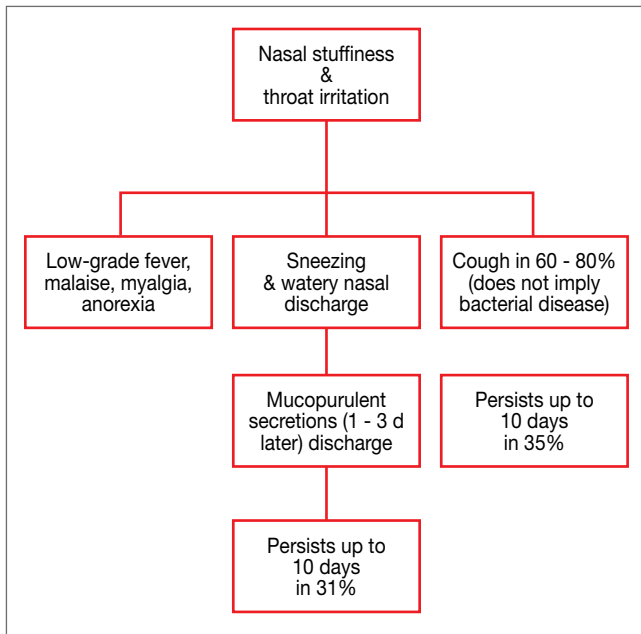 Nasal stuffiness
&
throat irritation
Low-grade fever,
malaise, myalgia,
anorexia
Sneezing
& watery nasal
discharge
Cough in 60 - 80%
(does not imply
bacterial disease)
Mucopurulent
secretions (1 - 3 d
later) discharge
Persists up to
10 days
in 35%
Persists up to
10 days
in 31%